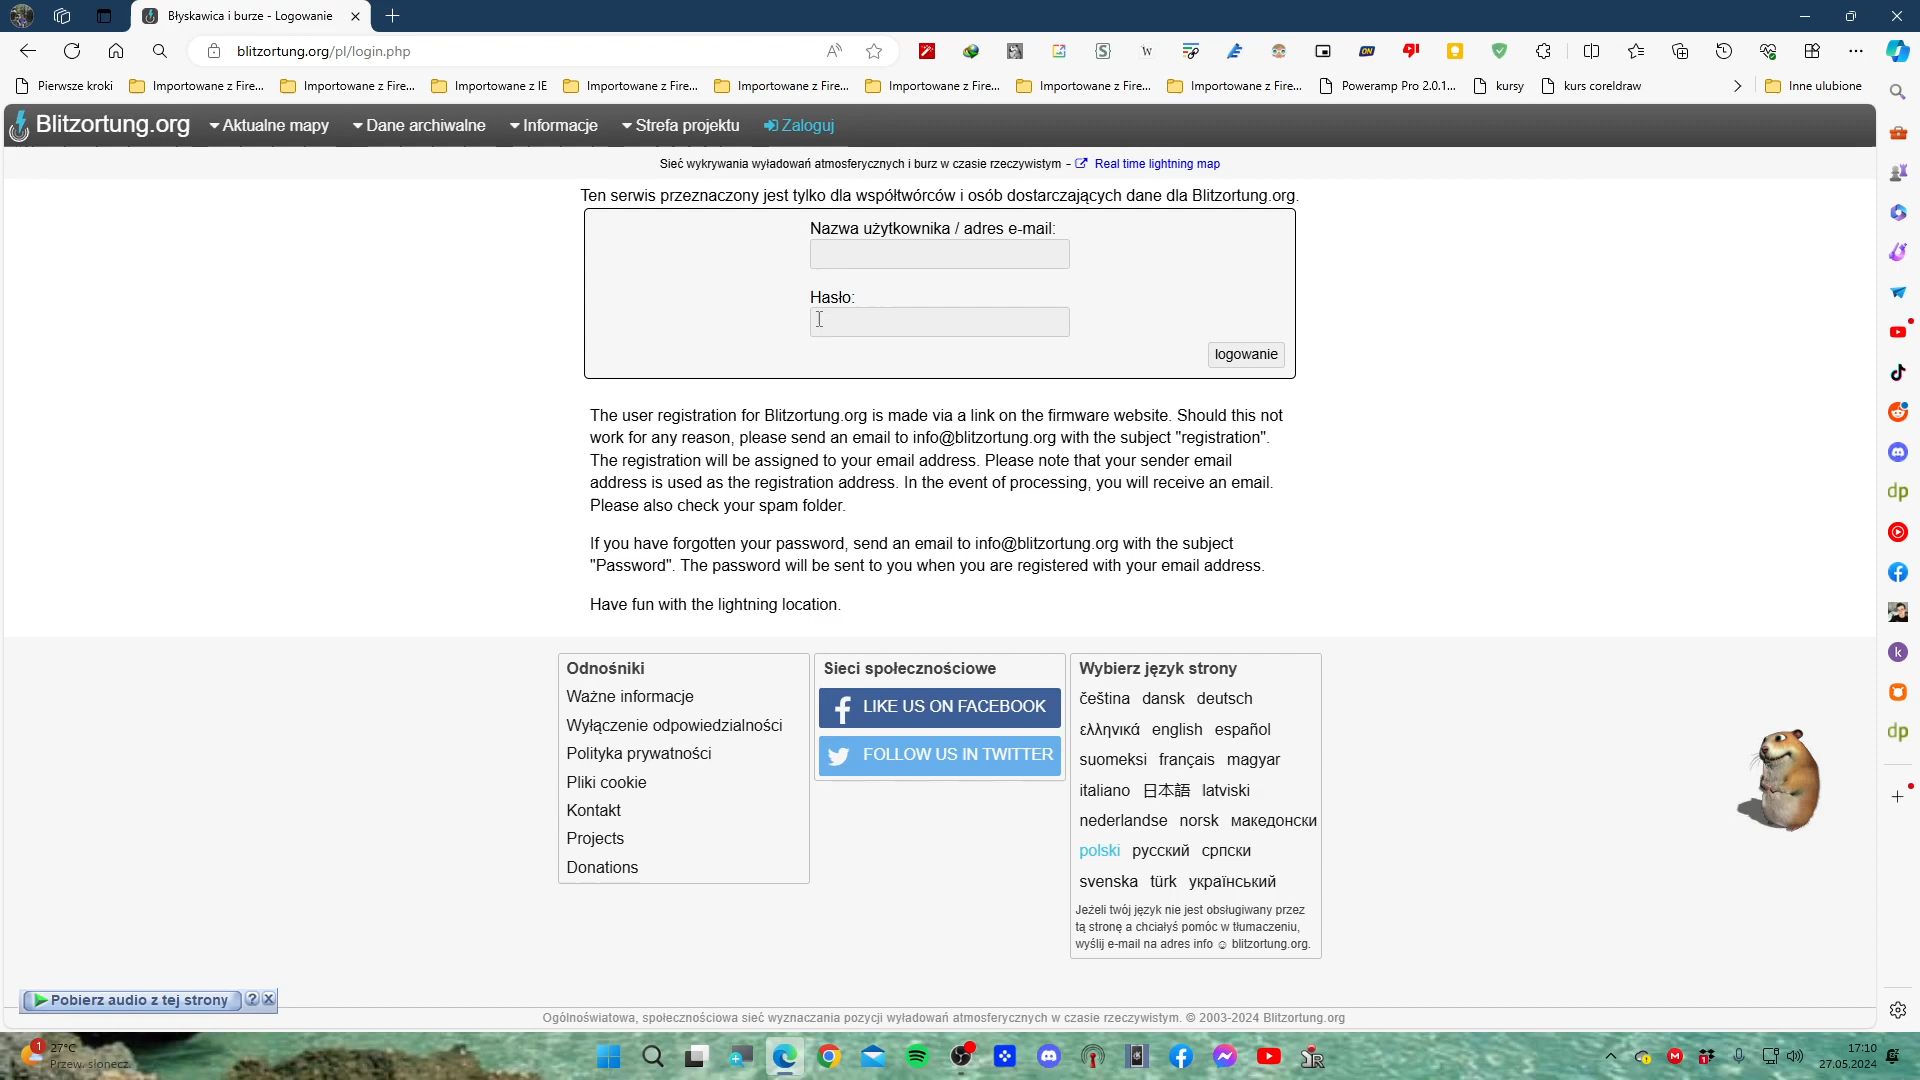 Błyskawica i burze - Logowanie
blitzortung.org/pl/login.php
Pierwsze kroki
Importowane z Fire...
Importowane z Fire...
Importowane z IE
Importowane z Fire...
Importowane z Fire...
Importowane z Fire...
Importowane z Fire...
Importowane z Fire...
Poweramp Pro 2.0.1...
kursy
kurs coreldraw
Inne ulubione
Blitzortung.org
Aktualne mapy
Dane archiwalne
Informacje
Strefa projektu
Zaloguj
Sieć wykrywania wyładowań atmosferycznych i burz w czasie rzeczywistym - Real time lightning map
Ten serwis przeznaczony jest tylko dla współtwórców i osób dostarczających dane dla Blitzortung.org.
Nazwa użytkownika / adres e-mail:
Hasło:
logowanie
The user registration for Blitzortung.org is made via a link on the firmware website. Should this not
work for any reason, please send an email to info@blitzortung.org with the subject "registration".
The registration will be assigned to your email address. Please note that your sender email
address is used as the registration address. In the event of processing, you will receive an email.
Please also check your spam folder.
If you have forgotten your password, send an email to info@blitzortung.org with the subject
"Password". The password will be sent to you when you are registered with your email address.
Have fun with the lightning location.
Odnośniki
Ważne informacje
Wyłączenie odpowiedzialności
Polityka prywatności
Pliki cookie
Kontakt
Projects
Donations
Sieci społecznościowe
LIKE US ON FACEBOOK
FOLLOW US IN TWITTER
Wybierz język strony
čeština dansk deutsch
ελληνικά english español
suomeksi français magyar
italiano 日本語 latviski
nederlandse norsk македонски
polski русский српски
svenska türk український
Jeżeli twój język nie jest obsługiwany przez
tą stronę a chciałyś pomóc w tłumaczeniu,
wyślij e-mail na adres info ☺ blitzortung.org.
Pobierz audio z tej strony
Ogólnoświatowa, społecznościowa sieć wyznaczania pozycji wyładowań atmosferycznych w czasie rzeczywistym. © 2003-2024 Blitzortung.org
27°C
Przew. słonecz.
17:10
27.05.2024